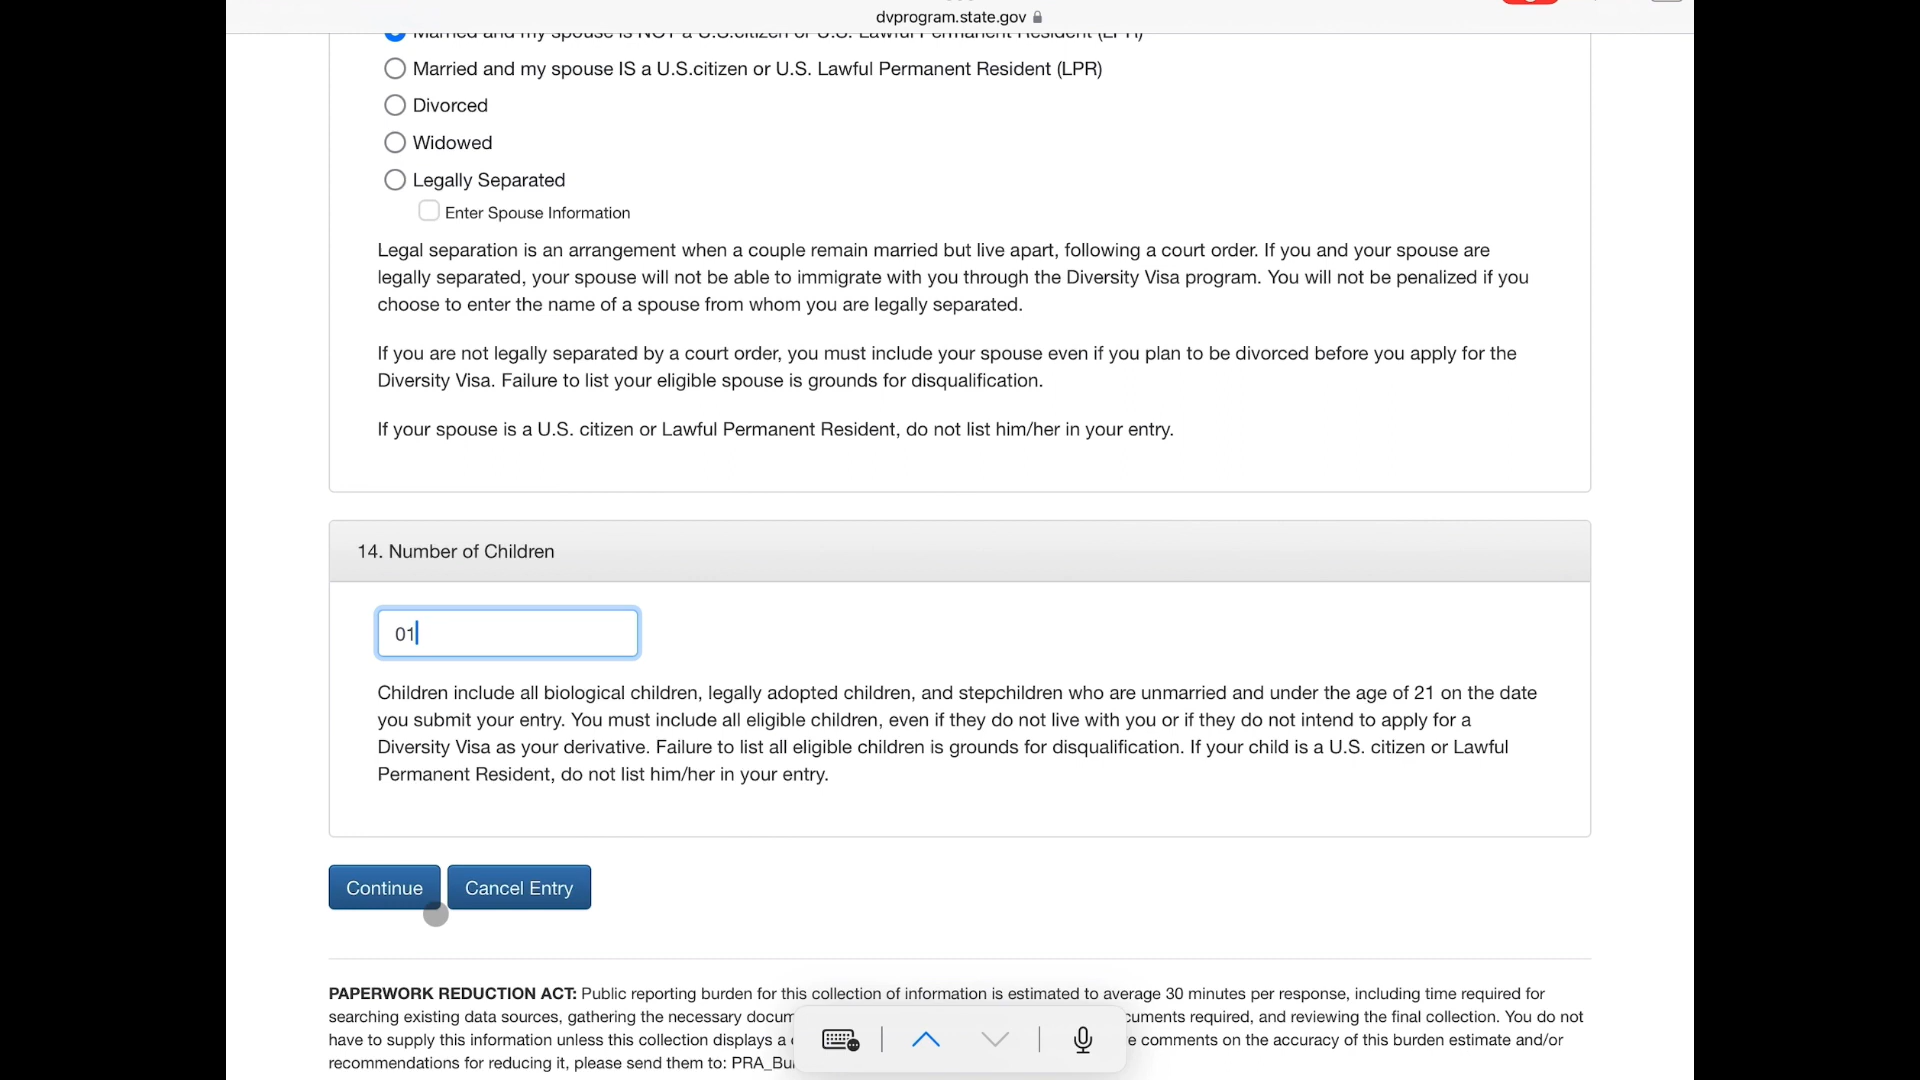 dvprogram.state.gov
Married and my spouse is NOT a U.S.citizen or U.S. Lawful Permanent Resident (LPR)
Married and my spouse IS a U.S.citizen or U.S. Lawful Permanent Resident (LPR)
Divorced
Widowed
Legally Separated
Enter Spouse Information
Legal separation is an arrangement when a couple remain married but live apart, following a court order. If you and your spouse are
legally separated, your spouse will not be able to immigrate with you through the Diversity Visa program. You will not be penalized if you
choose to enter the name of a spouse from whom you are legally separated.
If you are not legally separated by a court order, you must include your spouse even if you plan to be divorced before you apply for the
Diversity Visa. Failure to list your eligible spouse is grounds for disqualification.
If your spouse is a U.S. citizen or Lawful Permanent Resident, do not list him/her in your entry.
14. Number of Children
01
Children include all biological children, legally adopted children, and stepchildren who are unmarried and under the age of 21 on the date
you submit your entry. You must include all eligible children, even if they do not live with you or if they do not intend to apply for a
Diversity Visa as your derivative. Failure to list all eligible children is grounds for disqualification. If your child is a U.S. citizen or Lawful
Permanent Resident, do not list him/her in your entry.
Continue Cancel Entry
PAPERWORK REDUCTION ACT: Public reporting burden for this collection of information is estimated to average 30 minutes per response, including time required for
searching existing data sources, gathering the necessary docum cuments required, and reviewing the final collection. You do not
have to supply this information unless this collection displays a e comments on the accuracy of this burden estimate and/or
recommendations for reducing it, please send them to: PRA_Bu